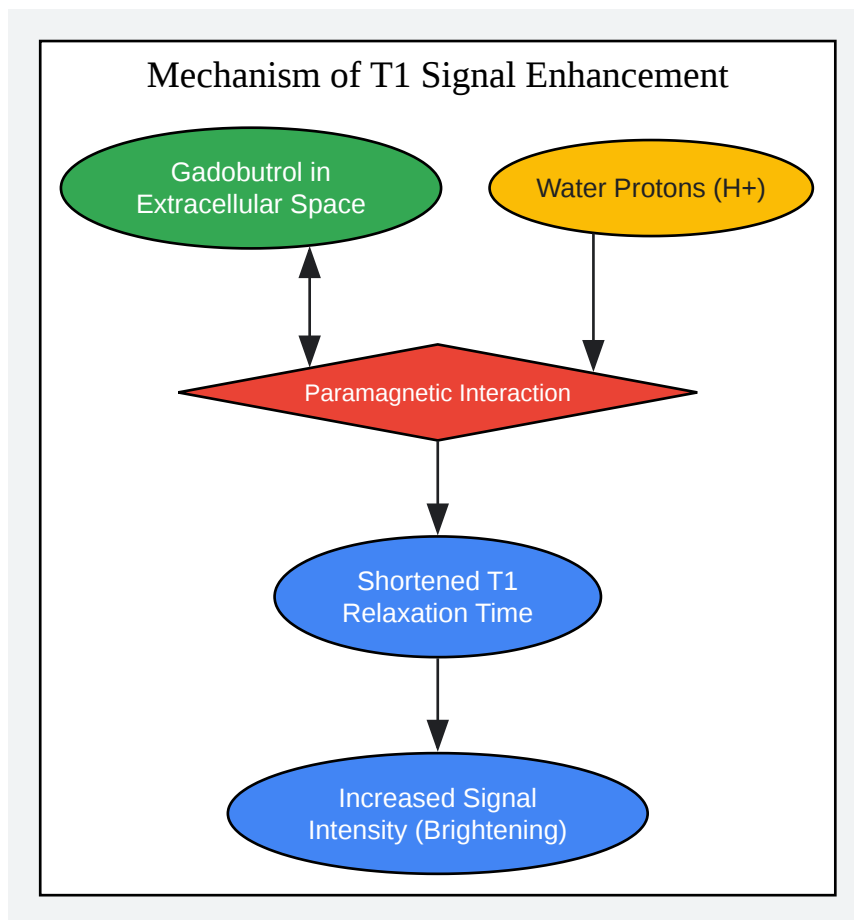 Mechanism of T1 Signal Enhancement
Gadobutrol in
Extracellular Space
Water Protons (H+)
Paramagnetic Interaction
Shortened T1
Relaxation Time
Increased Signal
Intensity (Brightening)